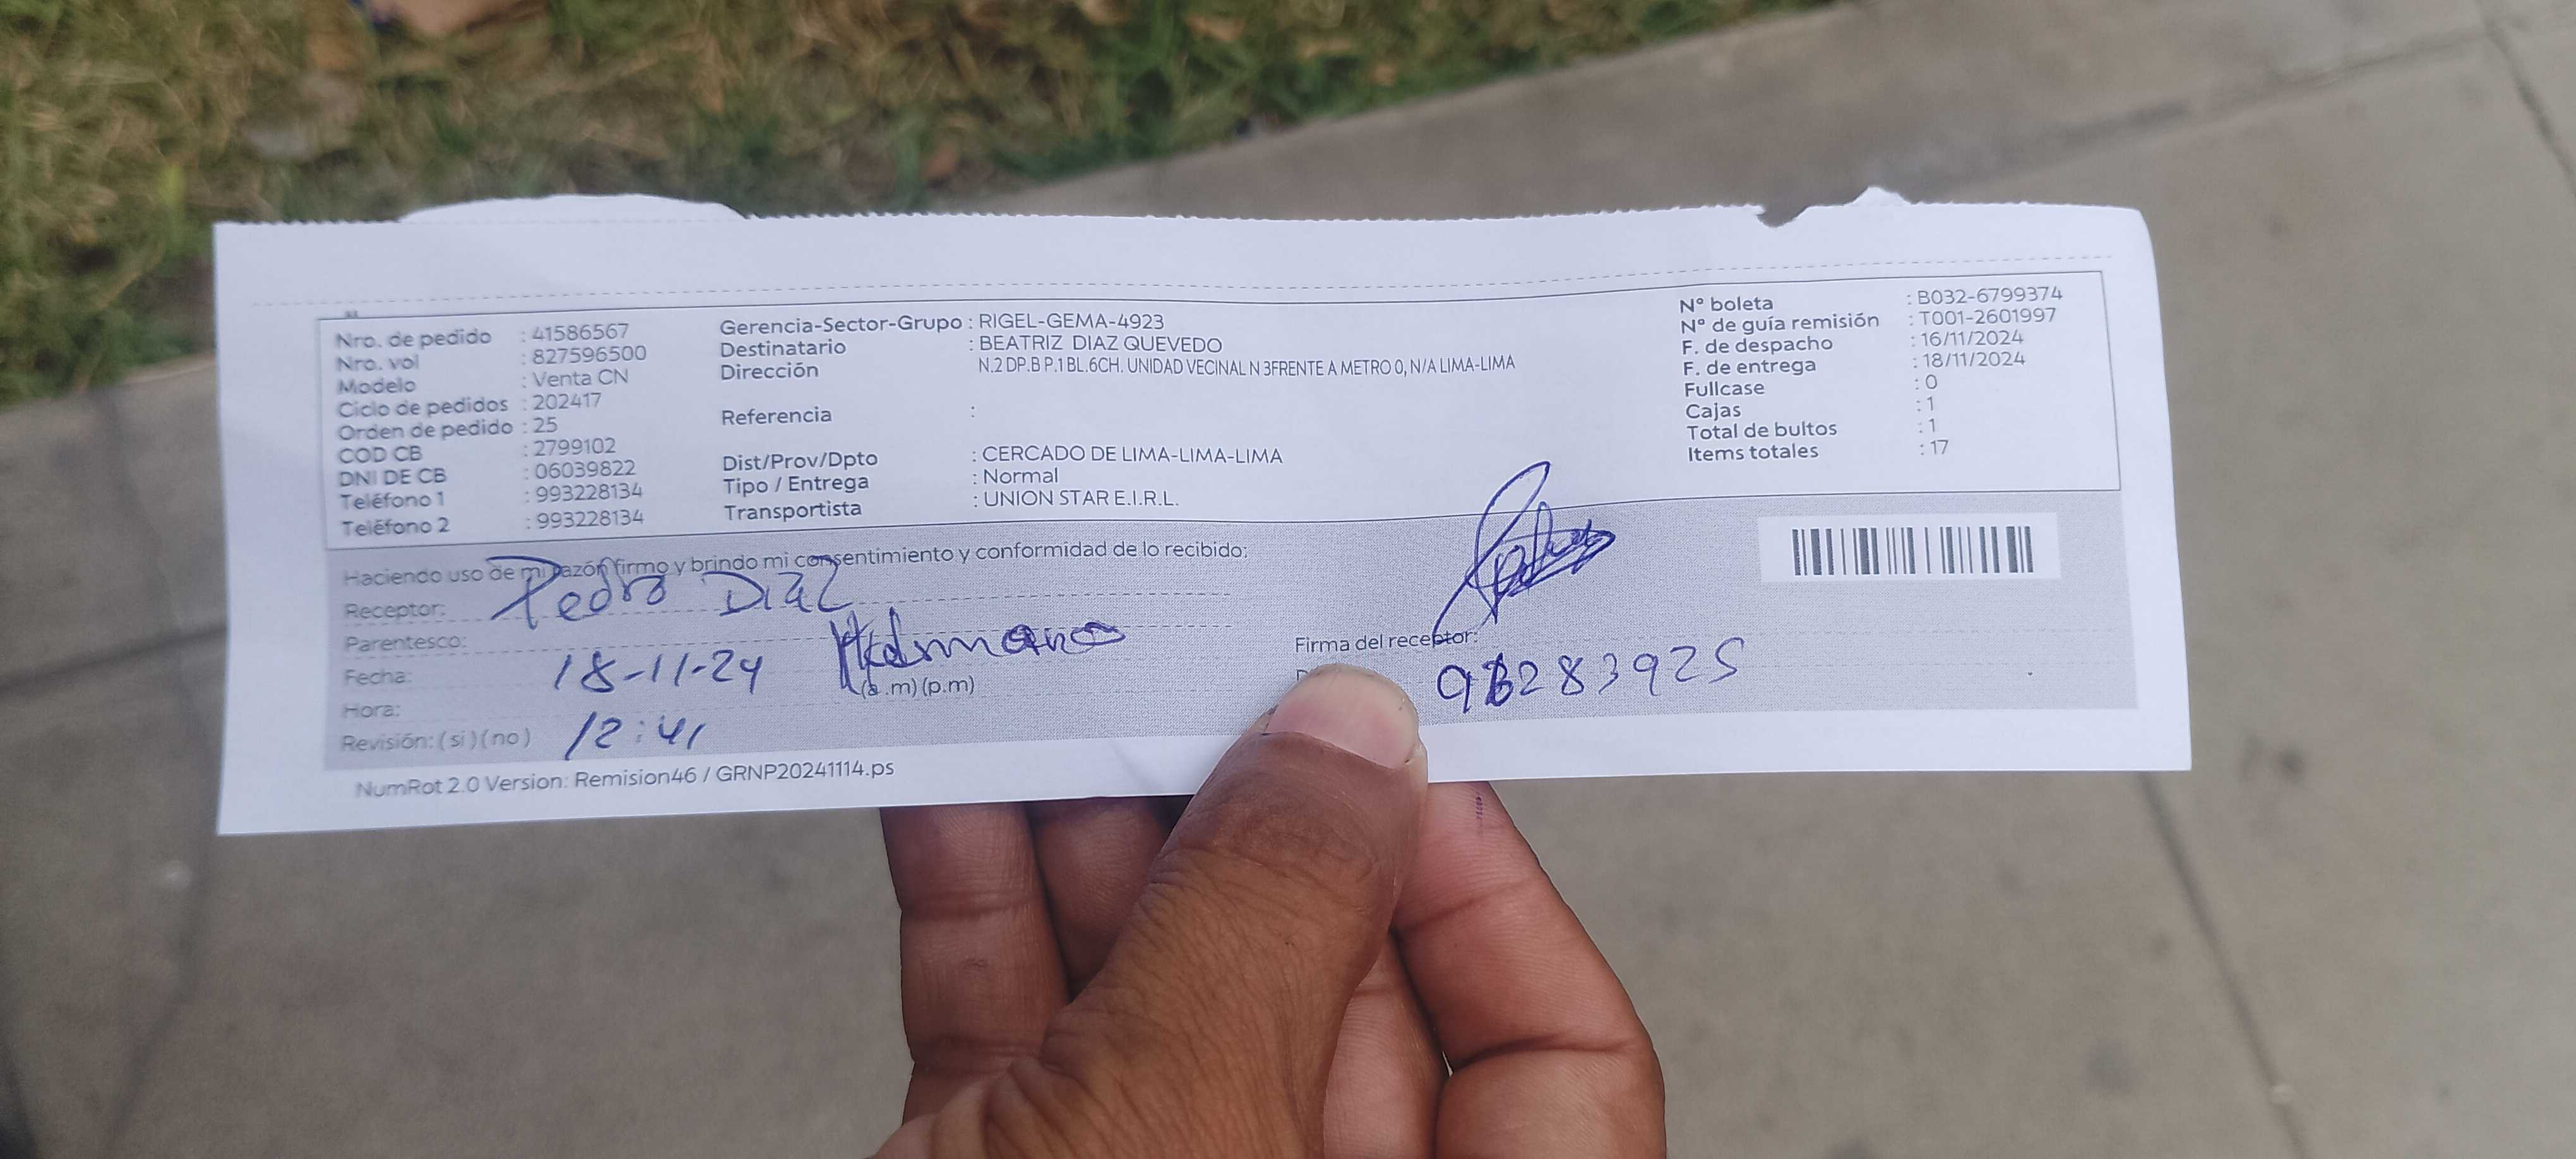 Nro. de pedido : 41586567
Nro. vol : 827596500
Modelo : Venta CN
Ciclo de pedidos : 202417
Orden de pedido : 25
COD CB : 2799102
DNI DE CB : 06039822
Teléfono 1 : 993228134
Teléfono 2 : 993228134
Gerencia-Sector-Grupo : RIGEL-GEMA-4923
Destinatario : BEATRIZ DIAZ QUEVEDO
Dirección N.2 DP.B P.1 BL.6CH. UNIDAD VECINAL N 3FRENTE A METRO 0, N/A LIMA-LIMA
Referencia :
Dist/Prov/Dpto : CERCADO DE LIMA-LIMA-LIMA
Tipo / Entrega : Normal
Transportista : UNION STAR E.I.R.L.
Nº boleta : B032-6799374
Nº de guía remisión : T001-2601997
F. de despacho : 16/11/2024
F. de entrega : 18/11/2024
Fullcase : 0
Cajas : 1
Total de bultos : 1
Items totales : 17
Haciendo uso de mi razón firmo y brindo mi consentimiento y conformidad de lo recibido:
Receptor: Pedro Diaz
Parentesco: Hermano
Fecha: 18-11-24
Hora: (a.m) (p.m)
Revisión: ( si ) ( no ) 12:41
Firma del receptor:
NumRot 2.0 Version: Remision46 / GRNP20241114.ps